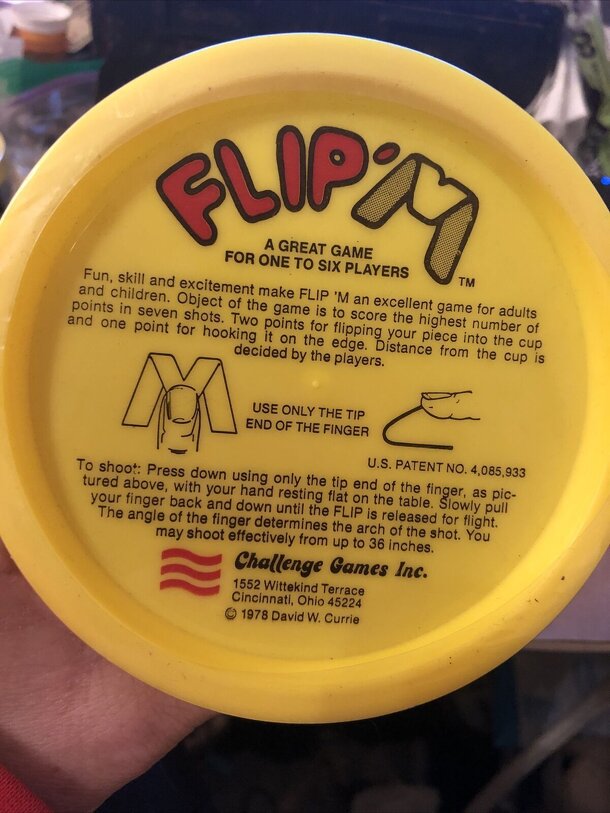 FLIP 'M
TM
A GREAT GAME
FOR ONE TO SIX PLAYERS
Fun, skill and excitement make FLIP 'M an excellent game for adults
and children. Object of the game is to score the highest number of
points in seven shots. Two points for flipping your piece into the cup
and one point for hooking it on the edge. Distance from the cup is
decided by the players.
USE ONLY THE TIP
END OF THE FINGER
U.S. PATENT NO. 4,085,933
To shoot: Press down using only the tip end of the finger, as pic-
tured above, with your hand resting flat on the table. Slowly pull
your finger back and down until the FLIP is released for flight.
The angle of the finger determines the arch of the shot. You
may shoot effectively from up to 36 inches.
Challenge Games Inc.
1552 Wittekind Terrace
Cincinnati, Ohio 45224
© 1978 David W. Currie